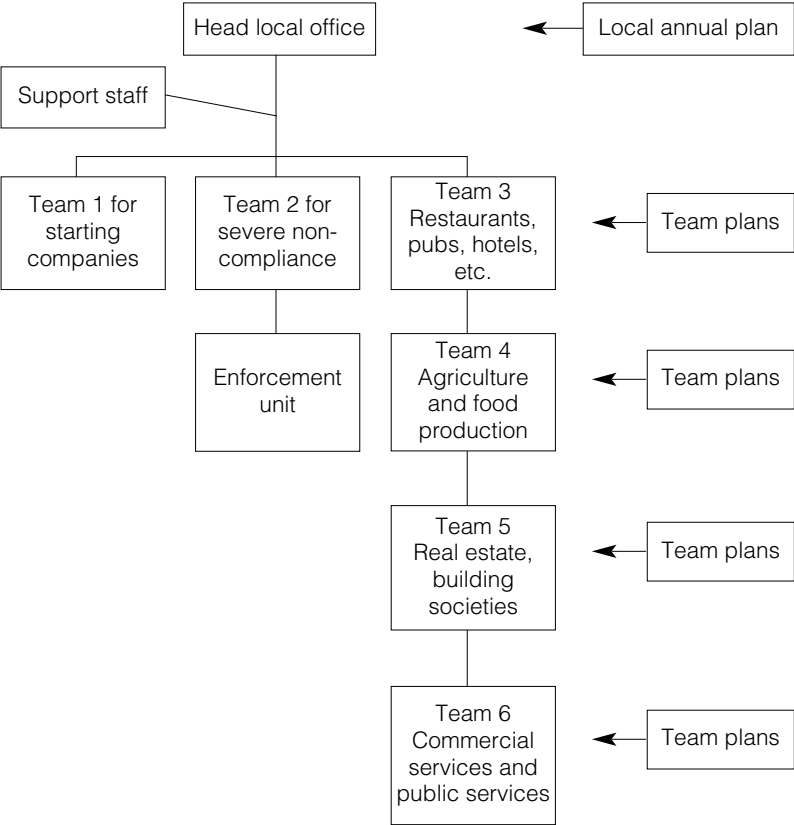 Head local office
Local annual plan
Support staff
Team 1 for
starting
companies
Team 2 for
severe non-
compliance
Team 3
Restaurants,
pubs, hotels,
etc.
Team plans
Enforcement
unit
Team 4
Agriculture
and food
production
Team plans
Team 5
Real estate,
building
societies
Team plans
Team 6
Commercial
services and
public services
Team plans